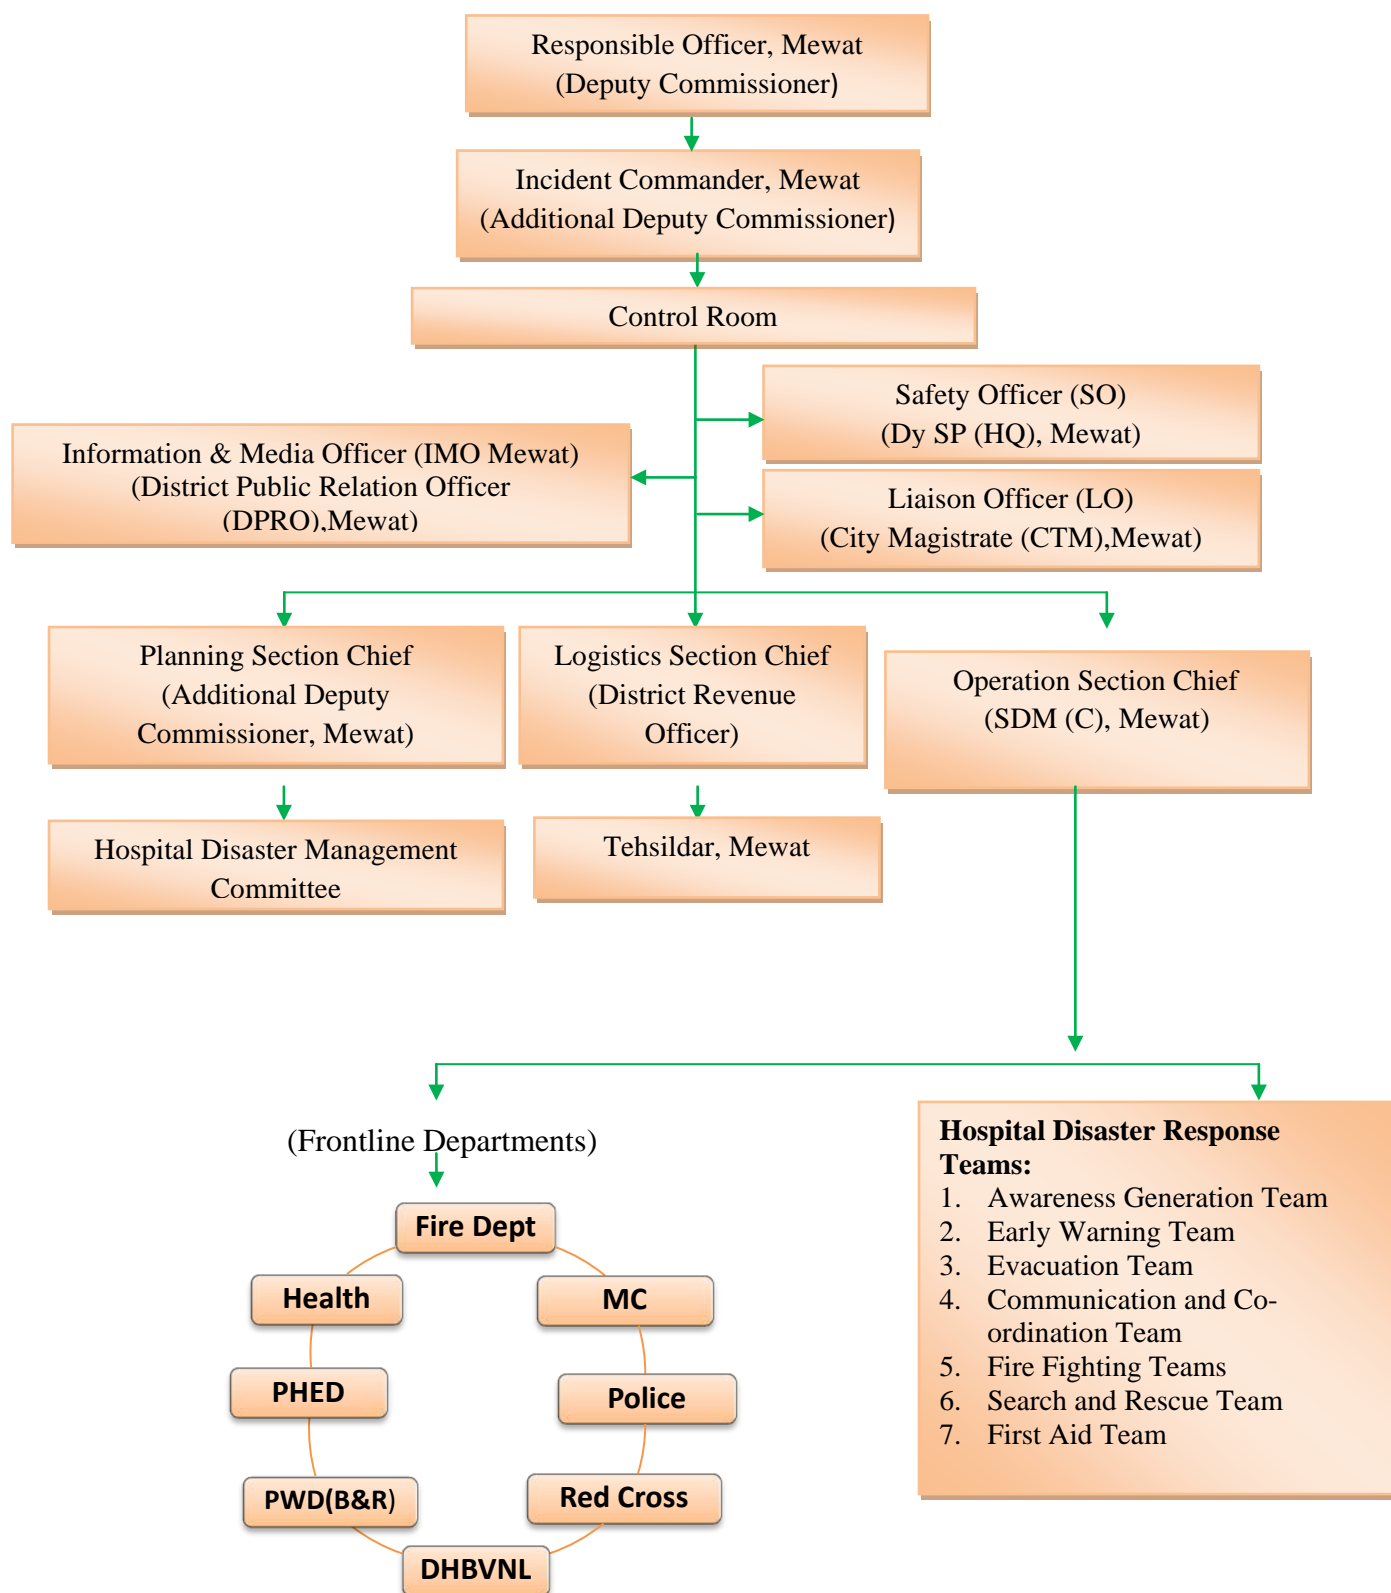 Responsible Officer, Mewat
(Deputy Commissioner)
Incident Commander, Mewat
(Additional Deputy Commissioner)
Control Room
Safety Officer (SO)
(Dy SP (HQ), Mewat)
Information & Media Officer (IMO Mewat)
(District Public Relation Officer
(DPRO),Mewat)
Liaison Officer (LO)
(City Magistrate (CTM),Mewat)
Planning Section Chief
(Additional Deputy
Commissioner, Mewat)
Logistics Section Chief
(District Revenue
Officer)
Operation Section Chief
(SDM (C), Mewat)
Hospital Disaster Management
Committee
Tehsildar, Mewat
(Frontline Departments)
Fire Dept
MC
Police
Red Cross
DHBVNL
PWD(B&R)
PHED
Health
Hospital Disaster Response
Teams:
1. Awareness Generation Team
2. Early Warning Team
3. Evacuation Team
4. Communication and Co-
ordination Team
5. Fire Fighting Teams
6. Search and Rescue Team
7. First Aid Team